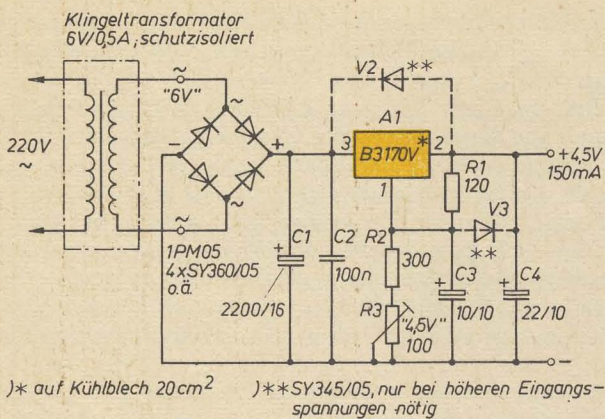 Klingeltransformator
6V/0,5A, schutzisoliert
V2
**
~
"6V"
A1
220V
~
-
+
3
B3170V
*
2
+4,5V
150mA
1
R1
120
~
~
1PM05
4xSY360/05
o.ä.
C1
+
2200/16
C2
100n
R2
300
R3
"4,5V"
100
V3
**
C3
+
10/10
C4
+
22/10
-
)* auf Kühlblech 20cm²
)**SY345/05, nur bei höheren Eingangs-
spannungen nötig